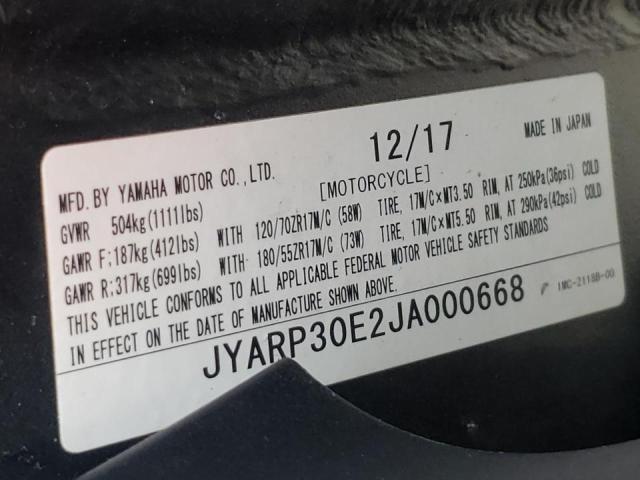 MFD.BY YAMAHA MOTOR CO.,LTD. 12/17 MADE IN JAPAN
GVWR 504kg(1111lbs) [MOTORCYCLE]
GAWR F:187kg(412lbs) WITH 120/70ZR17M/C (58W) TIRE, 17M/C×MT3.50 RIM, AT 250kPa(36psi) COLD
GAWR R:317kg(699lbs) WITH 180/55ZR17M/C (73W) TIRE, 17M/C×MT5.50 RIM, AT 290kPa(42psi) COLD
THIS VEHICLE CONFORMS TO ALL APPLICABLE FEDERAL MOTOR VEHICLE SAFETY STANDARDS
IN EFFECT ON THE DATE OF MANUFACTURE SHOWN ABOVE.
JYARP30E2JA000668 1MC-2118B-00